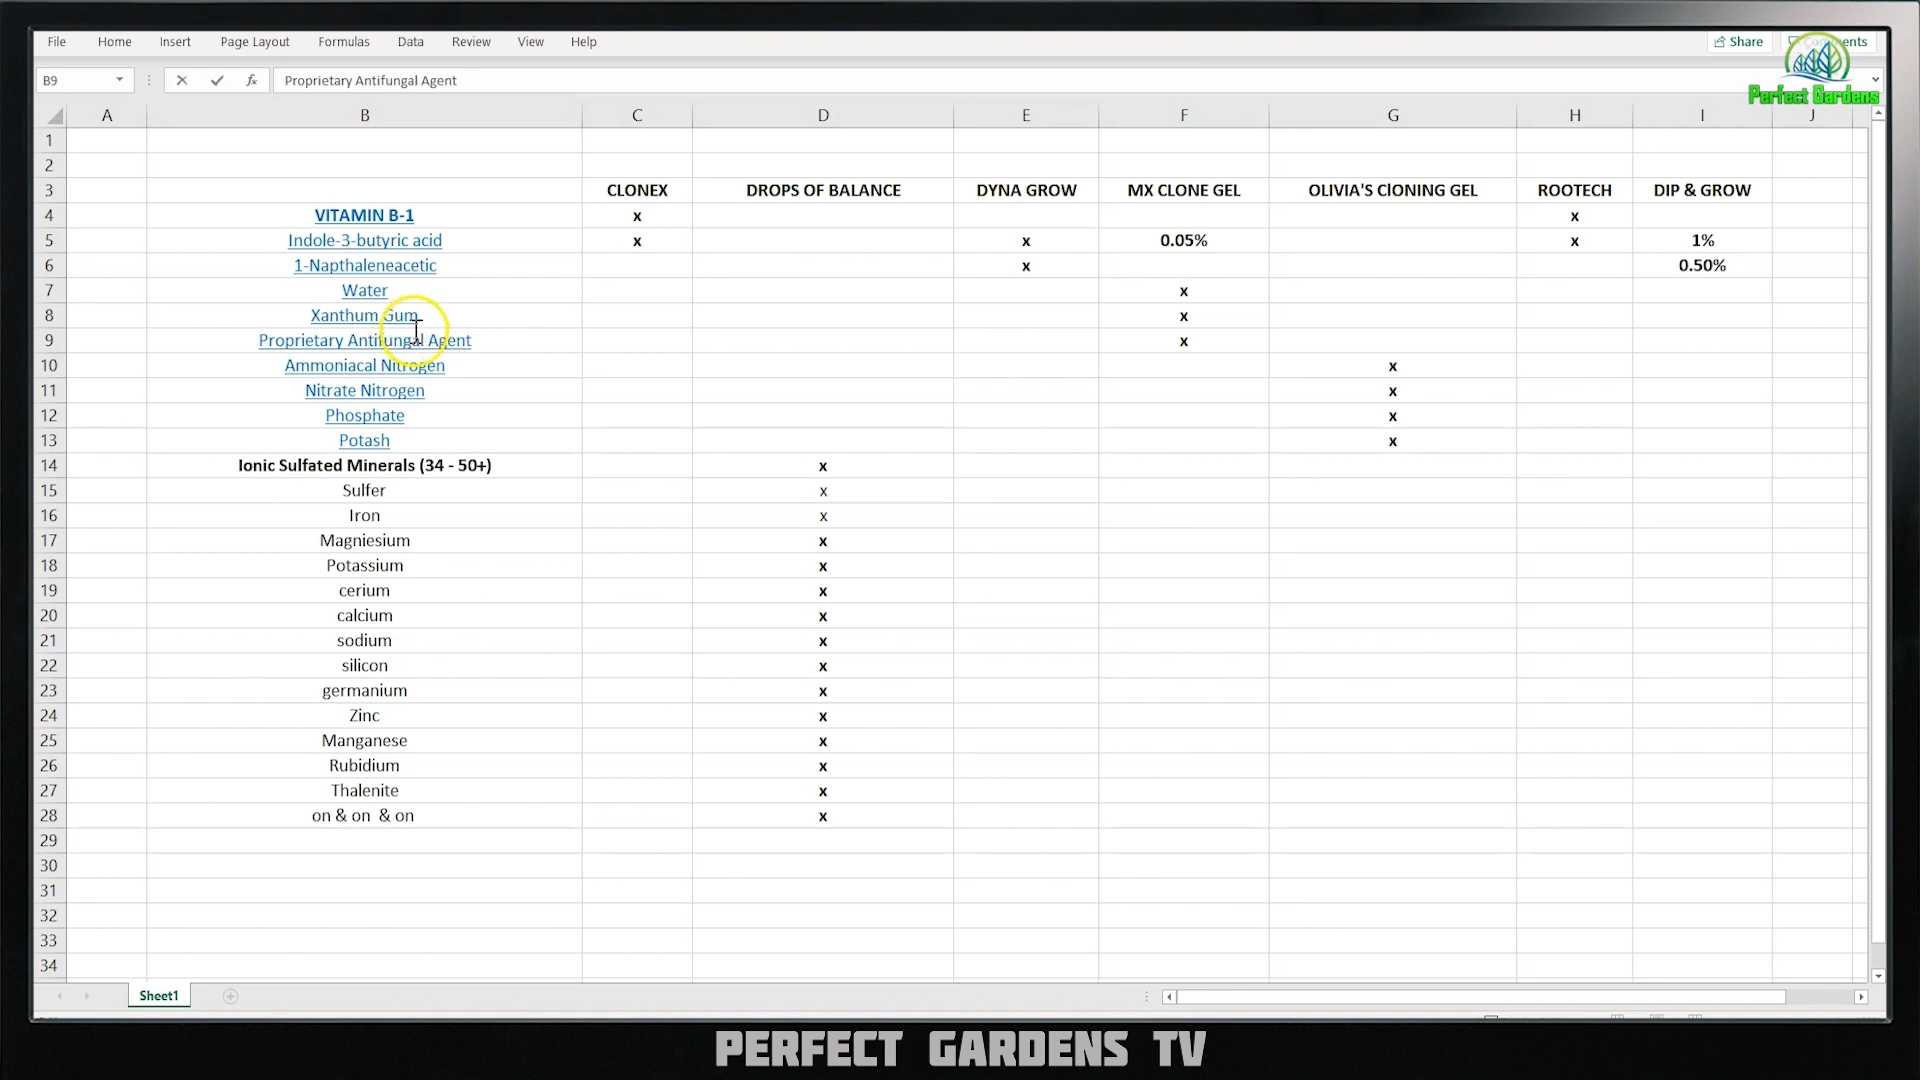 File Home Insert Page Layout Formulas Data Review View Help Share
Perfect Gardens
B9 fx Proprietary Antifungal Agent
A B C D E F G H I J
1
2
3 CLONEX DROPS OF BALANCE DYNA GROW MX CLONE GEL OLIVIA'S ClONING GEL ROOTECH DIP & GROW
4 VITAMIN B-1 x x
5 Indole-3-butyric acid x x 0.05% x 1%
6 1-Napthaleneacetic x 0.50%
7 Water x
8 Xanthum Gum x
9 Proprietary Antifungal Agent x
10 Ammoniacal Nitrogen x
11 Nitrate Nitrogen x
12 Phosphate x
13 Potash x
14 Ionic Sulfated Minerals (34 - 50+) x
15 Sulfer x
16 Iron x
17 Magniesium x
18 Potassium x
19 cerium x
20 calcium x
21 sodium x
22 silicon x
23 germanium x
24 Zinc x
25 Manganese x
26 Rubidium x
27 Thalenite x
28 on & on & on x
29
30
31
32
33
34
Sheet1
PERFECT GARDENS TV